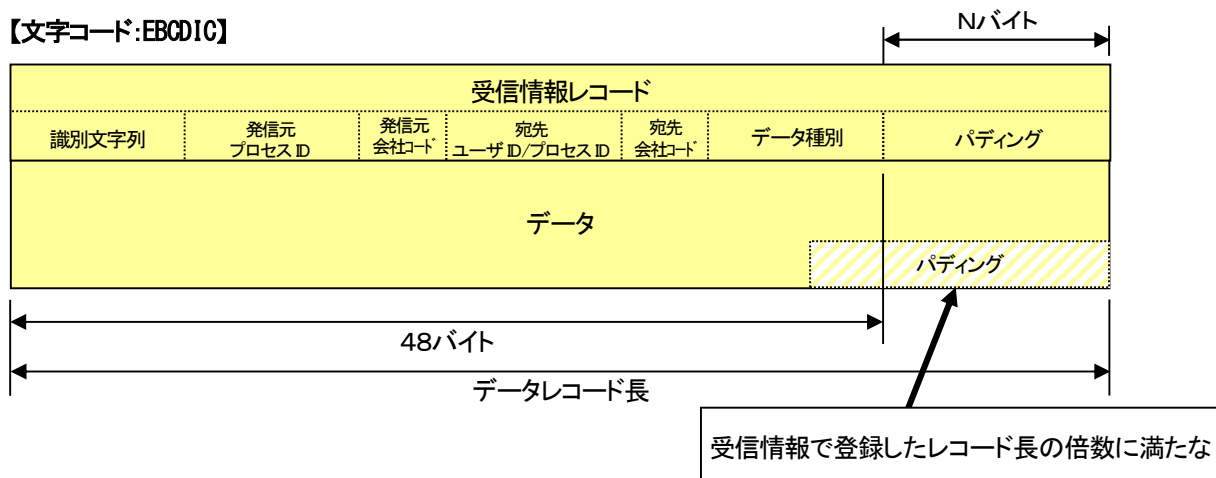 【文字コード:EBCDIC】
Nバイト
受信情報レコード
識別文字列
発信元
プロセスID
発信元
会社ｺｰﾄﾞ
宛先
ユーザID/プロセスID
宛先
会社ｺｰﾄﾞ
データ種別
パディング
データ
パディング
48バイト
データレコード長
受信情報で登録したレコード長の倍数に満たな